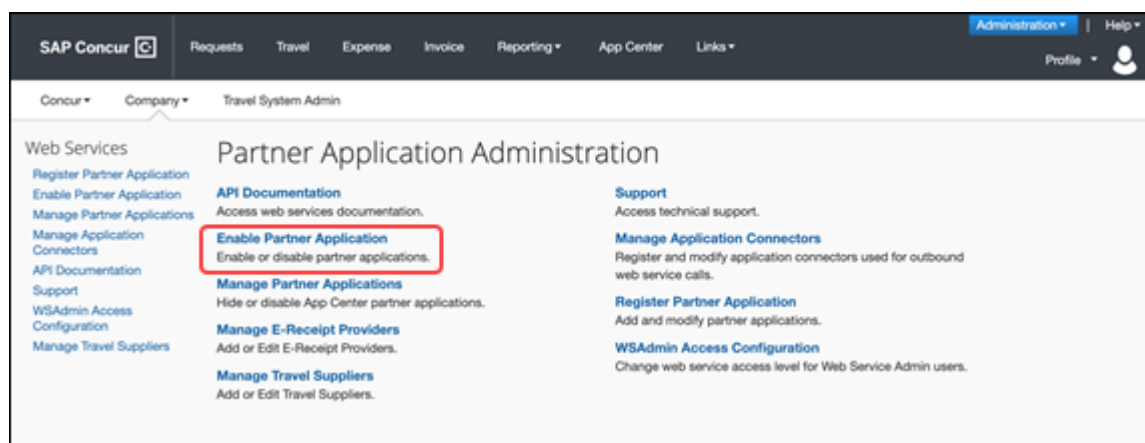 Administration ▾ | Help ▾
SAP Concur C Requests Travel Expense Invoice Reporting ▾ App Center Links ▾
Profile ▾
Concur ▾ Company ▾ Travel System Admin
Web Services
Register Partner Application
Enable Partner Application
Manage Partner Applications
Manage Application
Connectors
API Documentation
Support
WSAdmin Access
Configuration
Manage Travel Suppliers
Partner Application Administration
API Documentation
Access web services documentation.
Enable Partner Application
Enable or disable partner applications.
Manage Partner Applications
Hide or disable App Center partner applications.
Manage E-Receipt Providers
Add or Edit E-Receipt Providers.
Manage Travel Suppliers
Add or Edit Travel Suppliers.
Support
Access technical support.
Manage Application Connectors
Register and modify application connectors used for outbound
web service calls.
Register Partner Application
Add and modify partner applications.
WSAdmin Access Configuration
Change web service access level for Web Service Admin users.